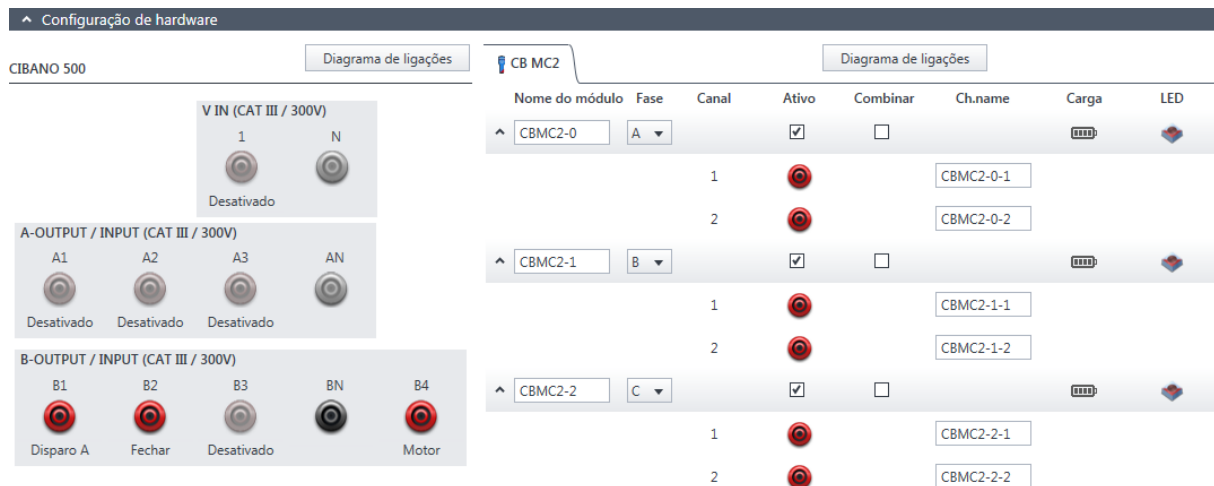 Configuração de hardware
CIBANO 500
Diagrama de ligações
V IN (CAT III / 300V)
1 N
Desativado
A-OUTPUT / INPUT (CAT III / 300V)
A1 A2 A3 AN
Desativado Desativado Desativado
B-OUTPUT / INPUT (CAT III / 300V)
B1 B2 B3 BN B4
Disparo A Fechar Desativado Motor
CB MC2
Diagrama de ligações
Nome do módulo Fase Canal Ativo Combinar Ch.name Carga LED
CBMC2-0 A
1 CBMC2-0-1
2 CBMC2-0-2
CBMC2-1 B
1 CBMC2-1-1
2 CBMC2-1-2
CBMC2-2 C
1 CBMC2-2-1
2 CBMC2-2-2